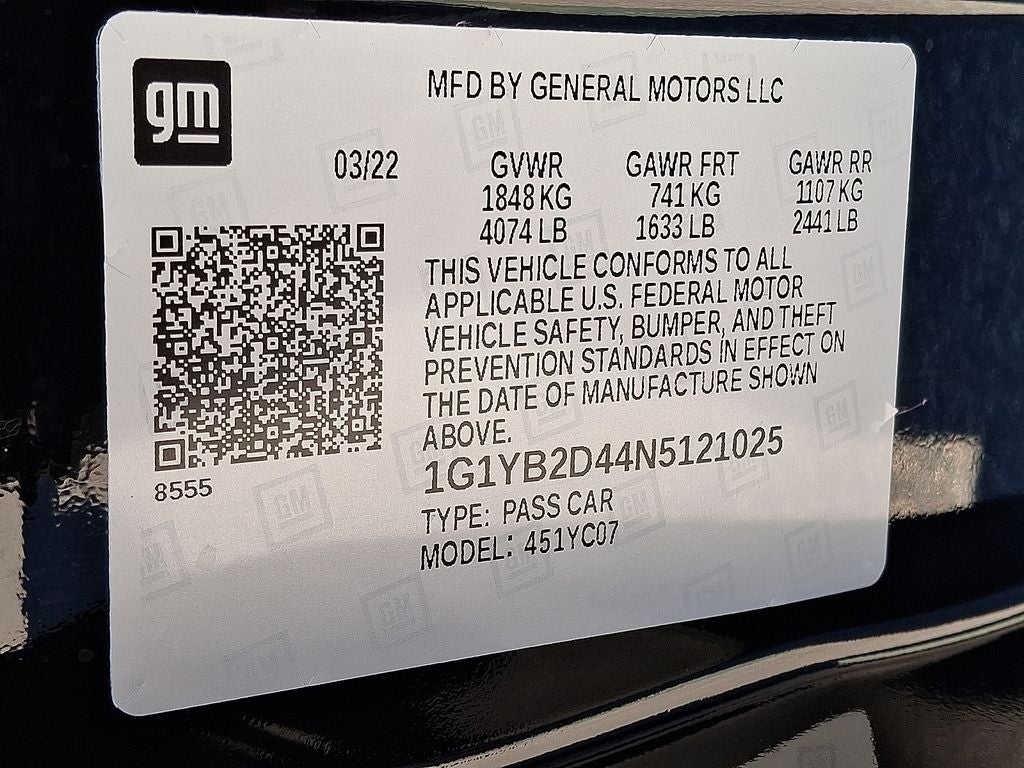 gm
MFD BY GENERAL MOTORS LLC
03/22 GVWR GAWR FRT GAWR RR
1848 KG 741 KG 1107 KG
4074 LB 1633 LB 2441 LB
THIS VEHICLE CONFORMS TO ALL
APPLICABLE U.S. FEDERAL MOTOR
VEHICLE SAFETY, BUMPER, AND THEFT
PREVENTION STANDARDS IN EFFECT ON
THE DATE OF MANUFACTURE SHOWN
ABOVE.
1G1YB2D44N5121025
8555
TYPE: PASS CAR
MODEL: 451YC07